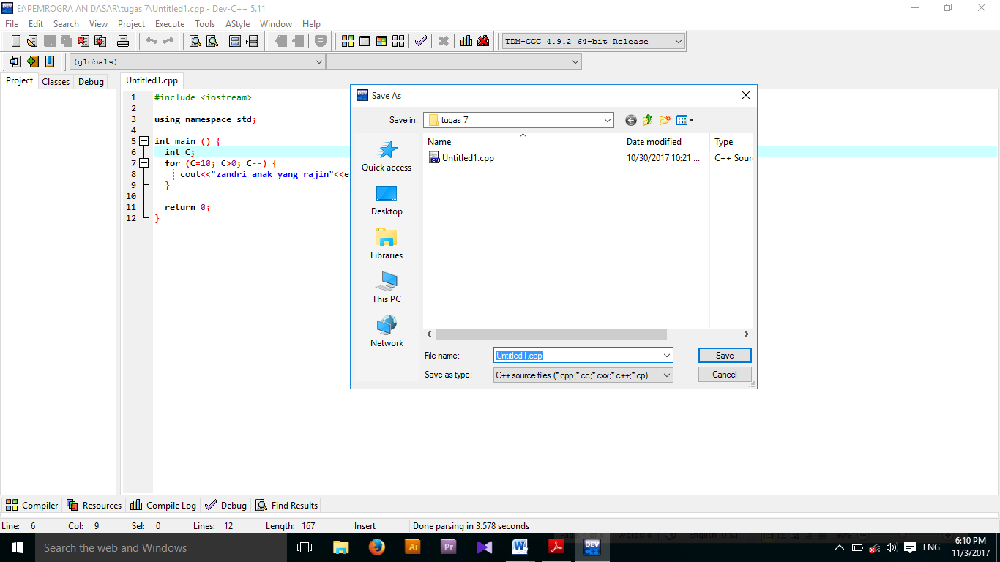 E:\PEMROGRA AN DASAR\tugas 7\Untitled1.cpp - Dev-C++ 5.11
File Edit Search View Project Execute Tools AStyle Window Help
TDM-GCC 4.9.2 64-bit Release
(globals)
Project Classes Debug
Untitled1.cpp
1 #include <iostream>
2
3 using namespace std;
4
5 int main () {
6 int C;
7 for (C=10; C>0; C--) {
8 cout<<"zandri anak yang rajin"<<e
9 }
10
11 return 0;
12 }
Save As
Save in: tugas 7
Name Date modified Type
Untitled1.cpp 10/30/2017 10:21 ... C++ Sour
Quick access
Desktop
Libraries
This PC
Network
File name: Untitled1.cpp Save
Save as type: C++ source files (*.cpp;*.cc;*.cxx;*.c++;*.cp) Cancel
Compiler Resources Compile Log Debug Find Results
Line: 6 Col: 9 Sel: 0 Lines: 12 Length: 167 Insert Done parsing in 3.578 seconds
Search the web and Windows
Ai
Pr
DEV
ENG
6:10 PM
11/3/2017